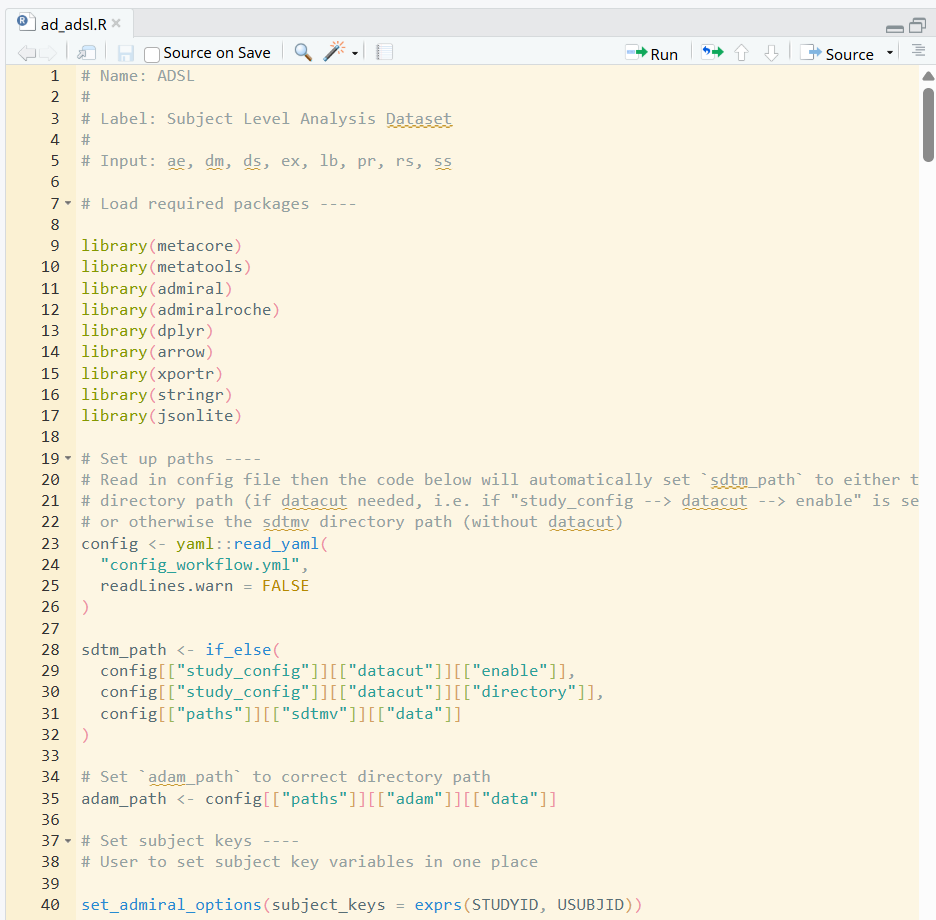 ad_adsl.R
Source on Save
Run
Source
1 # Name: ADSL
2 #
3 # Label: Subject Level Analysis Dataset
4 #
5 # Input: ae, dm, ds, ex, lb, pr, rs, ss
6
7 # Load required packages ----
8
9 library(metacore)
10 library(metatools)
11 library(admiral)
12 library(admiralroche)
13 library(dplyr)
14 library(arrow)
15 library(xportr)
16 library(stringr)
17 library(jsonlite)
18
19 # Set up paths ----
20 # Read in config file then the code below will automatically set `sdtm_path` to either t
21 # directory path (if datacut needed, i.e. if "study_config --> datacut --> enable" is se
22 # or otherwise the sdtmv directory path (without datacut)
23 config <- yaml::read_yaml(
24   "config_workflow.yml",
25   readLines.warn = FALSE
26 )
27
28 sdtm_path <- if_else(
29   config[["study_config"]][["datacut"]][["enable"]],
30   config[["study_config"]][["datacut"]][["directory"]],
31   config[["paths"]][["sdtmv"]][["data"]]
32 )
33
34 # Set `adam_path` to correct directory path
35 adam_path <- config[["paths"]][["adam"]][["data"]]
36
37 # Set subject keys ----
38 # User to set subject key variables in one place
39
40 set_admiral_options(subject_keys = exprs(STUDYID, USUBJID))